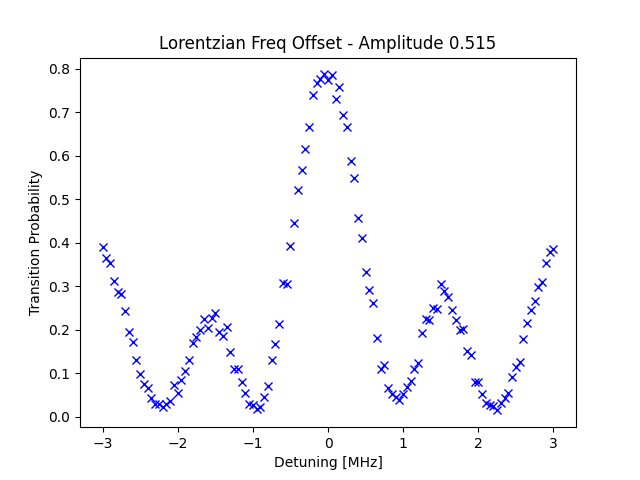 Lorentzian Freq Offset - Amplitude 0.515
Transition Probability
0.8
0.7
0.6
0.5
0.4
0.3
0.2
0.1
0.0
−3 −2 −1 0 1 2 3
Detuning [MHz]